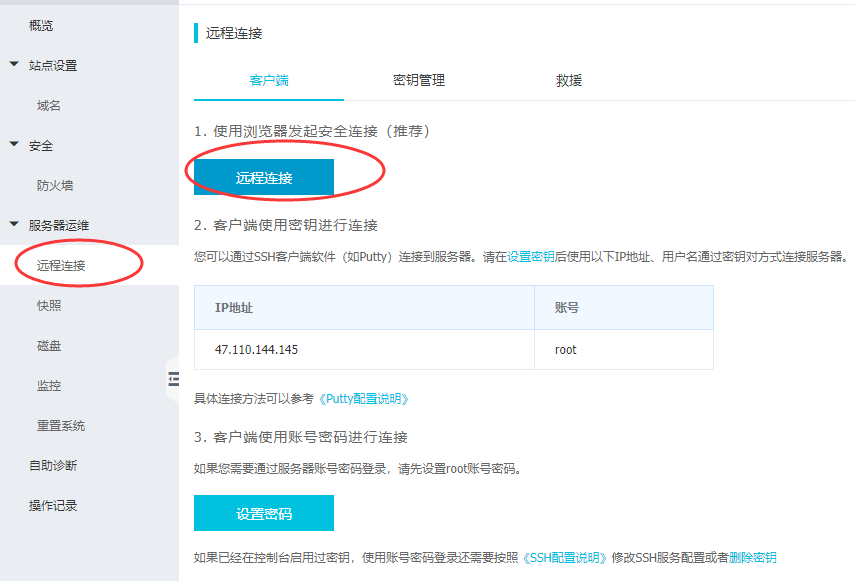 概览
站点设置
域名
安全
防火墙
服务器运维
远程连接
快照
磁盘
监控
重置系统
自助诊断
操作记录
远程连接
客户端 密钥管理 救援
1. 使用浏览器发起安全连接（推荐）
远程连接
2. 客户端使用密钥进行连接
您可以通过SSH客户端软件（如Putty）连接到服务器。请在设置密钥后使用以下IP地址、用户名通过密钥对方式连接服务器。
IP地址 账号
47.110.144.145 root
具体连接方法可以参考《Putty配置说明》
3. 客户端使用账号密码进行连接
如果您需要通过服务器账号密码登录，请先设置root账号密码。
设置密码
如果已经在控制台启用过密钥，使用账号密码登录还需要按照《SSH配置说明》修改SSH服务配置或者删除密钥